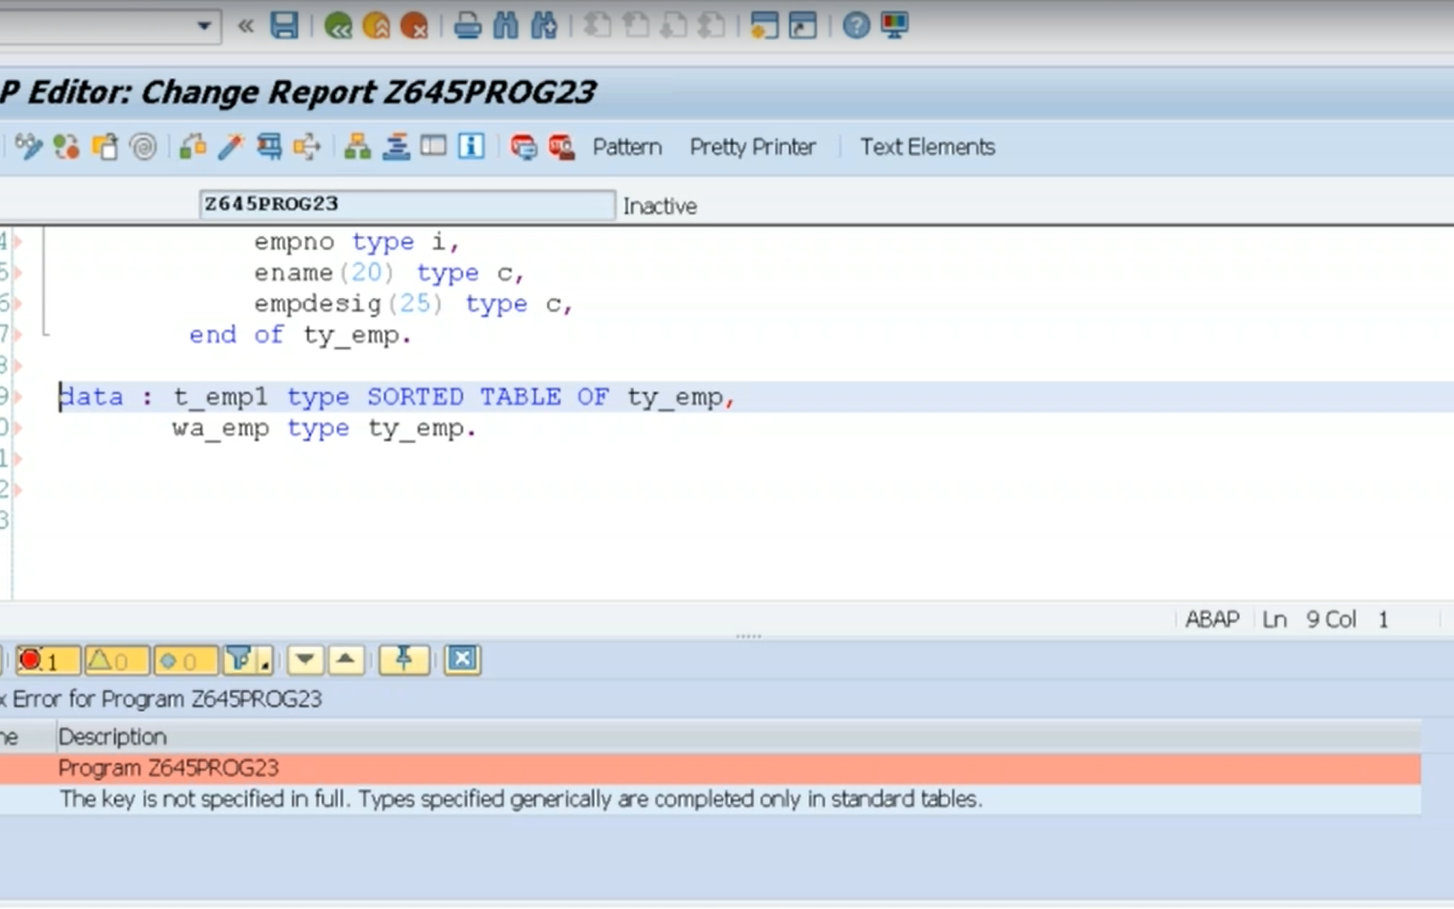 P Editor: Change Report Z645PROG23
Pattern Pretty Printer Text Elements
Z645PROG23 Inactive
4 empno type i,
5 ename(20) type c,
6 empdesig(25) type c,
7 end of ty_emp.
8
9 data : t_emp1 type SORTED TABLE OF ty_emp,
0 wa_emp type ty_emp.
1
2
3
ABAP Ln 9 Col 1
1 0 0
x Error for Program Z645PROG23
ne Description
Program Z645PROG23
The key is not specified in full. Types specified generically are completed only in standard tables.